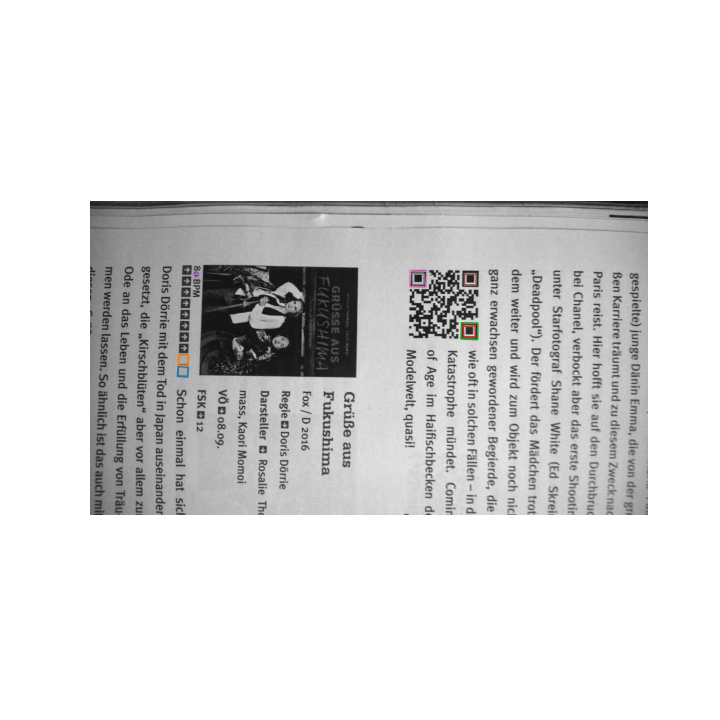 gespielte) junge Dänin Emma, die von der gr
ßen Karriere träumt und zu diesem Zweck nac
Paris reist. Hier hofft sie auf den Durchbruc
bei Chanel, verbockt aber das erste Shootin
unter Starfotograf Shane White (Ed Skrei
„Deadpool“). Der fördert das Mädchen trot
dem weiter und wird zum Objekt noch nic
ganz erwachsen gewordener Begierde, die
wie oft in solchen Fällen – in d
Katastrophe mündet. Comin
of Age im Haifischbecken de
Modelwelt, quasi!
GRÜSSE AUS
FUKUSHIMA
Grüße aus
Fukushima
Fox / D 2016
Regie Doris Dörrie
Darsteller Rosalie Tho
mass, Kaori Momoi
VÖ 08.09.
FSK 12
80 BPM
Schon einmal hat sich
Doris Dörrie mit dem Tod in Japan auseinander
gesetzt, die „Kirschblüten“ aber vor allem zu
Ode an das Leben und die Erfüllung von Träu
men werden lassen. So ähnlich ist das auch mi